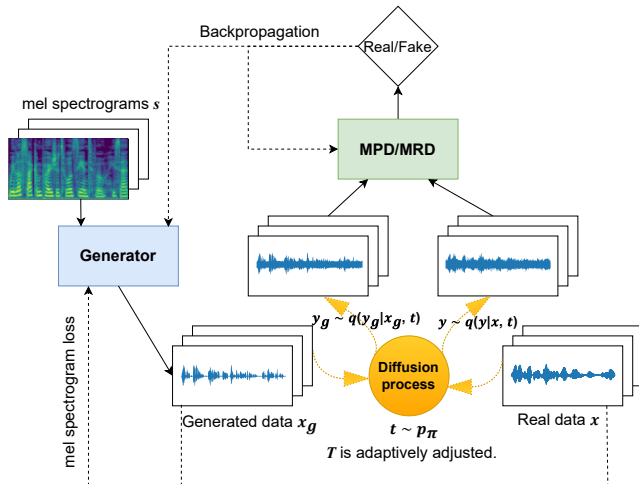 Backpropagation
Real/Fake
mel spectrograms s
MPD/MRD
Generator
y_g ~ q(y_g|x_g, t)
y ~ q(y|x, t)
mel spectrogram loss
Diffusion
process
Generated data x_g
t ~ p_π
Real data x
T is adaptively adjusted.